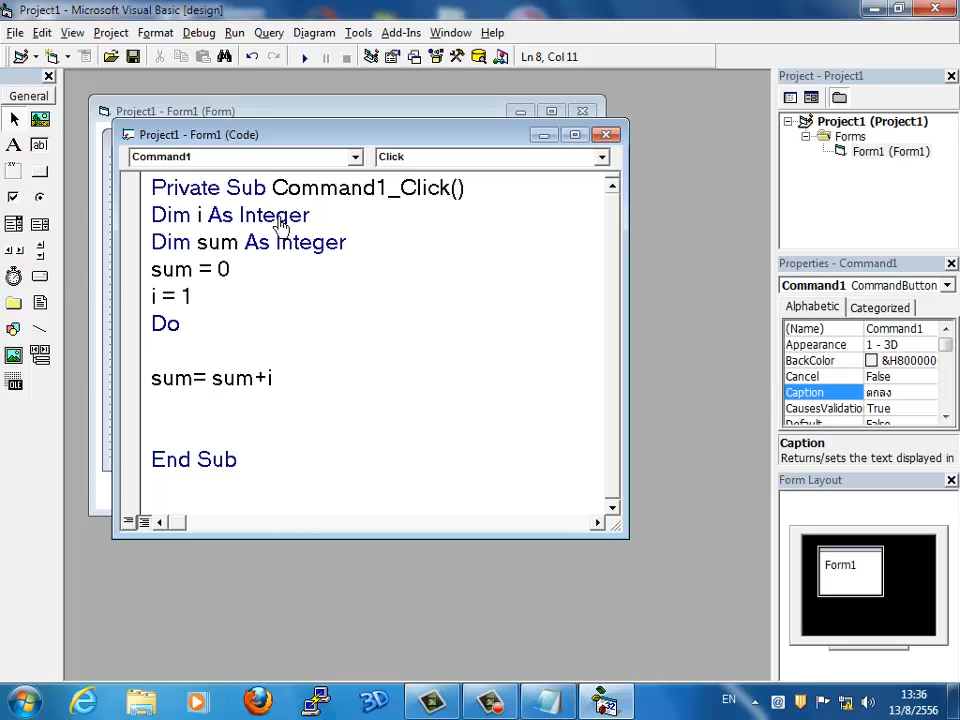 Project1 - Microsoft Visual Basic [design]
File Edit View Project Format Debug Run Query Diagram Tools Add-Ins Window Help
Ln 8, Col 11
General
Project1 - Form1 (Form)
Project1 - Form1 (Code)
Command1
Click
Private Sub Command1_Click()
Dim i As Integer
Dim sum As Integer
sum = 0
i = 1
Do
sum= sum+i
End Sub
Project - Project1
Project1 (Project1)
Forms
Form1 (Form1)
Properties - Command1
Command1 CommandButton
Alphabetic Categorized
(Name) Command1
Appearance 1 - 3D
BackColor &H800000
Cancel False
Caption ตกลง
CausesValidatio True
Default False
Caption
Returns/sets the text displayed in
Form Layout
Form1
EN
13:36
13/8/2556